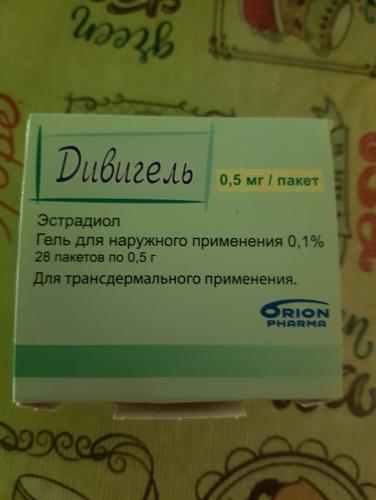 green
Дивигель
0,5 мг / пакет
Эстрадиол
Гель для наружного применения 0,1%
28 пакетов по 0,5 г
Для трансдермального применения.
ORION
PHARMA